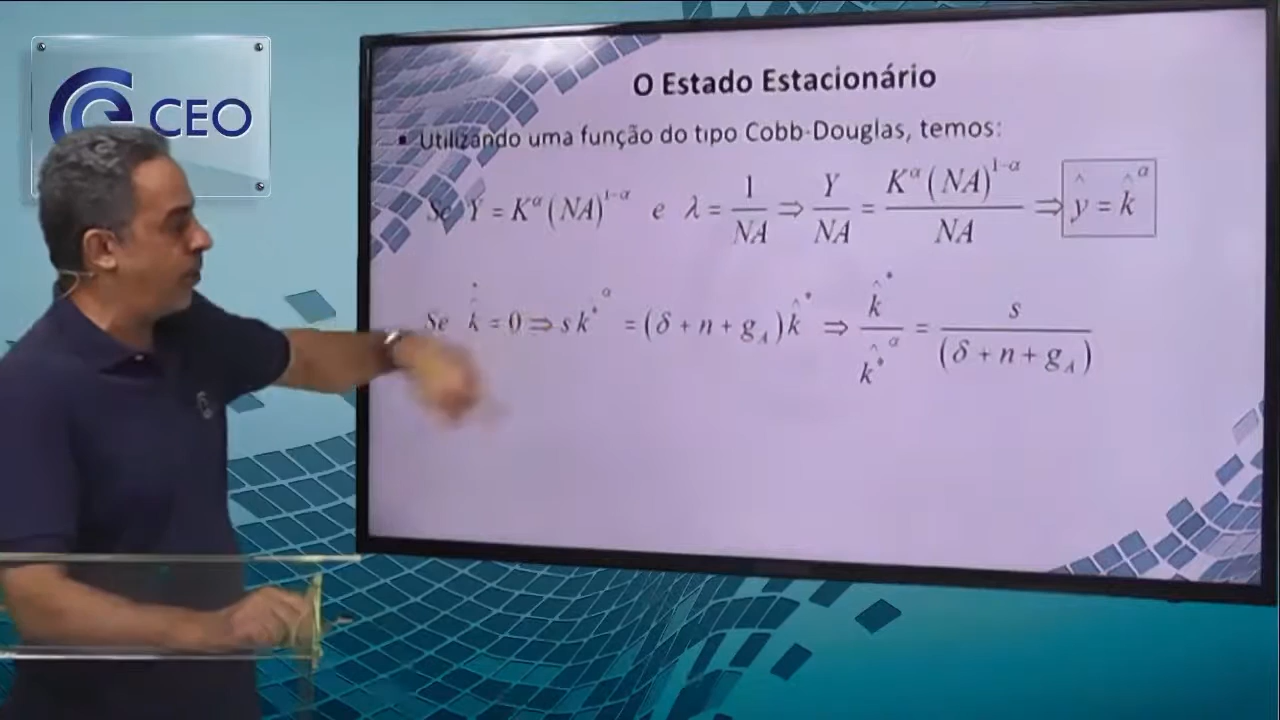 CEO
O Estado Estacionário
▪ Utilizando uma função do tipo Cobb-Douglas, temos:
Se Y = K^α (NA)^{1-α} e λ = 1/NA ⇒ Y/NA = K^α (NA)^{1-α}/NA ⇒ ŷ = k̂^α
Se k̂̇ = 0 ⇒ s k̂*^α = (δ + n + g_A) k̂* ⇒ k̂*/k̂*^α = s/(δ + n + g_A)